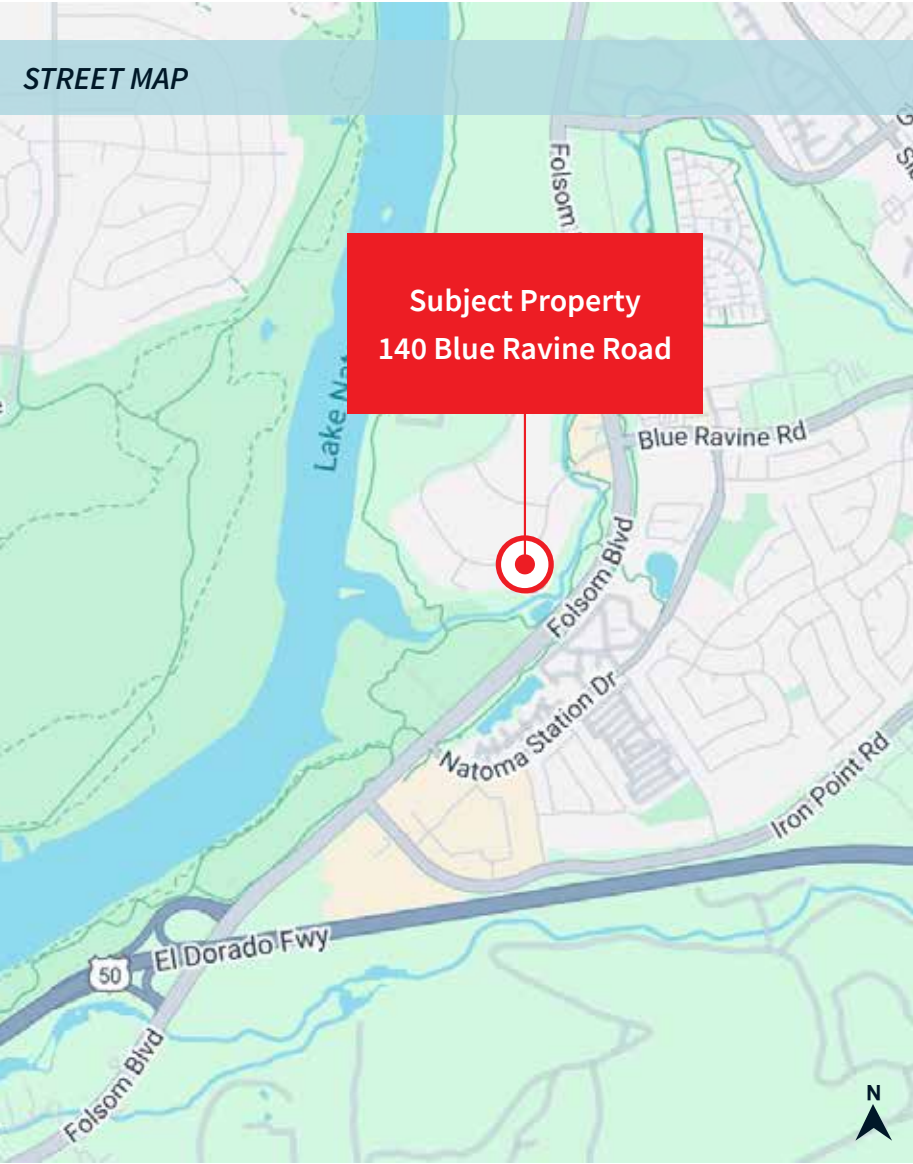 STREET MAP
Folsom
Subject Property
140 Blue Ravine Road
Lake
Blue Ravine Rd
Folsom Blvd
Natoma Station Dr
Iron Point Rd
El Dorado Fwy
50
Folsom Blvd
N